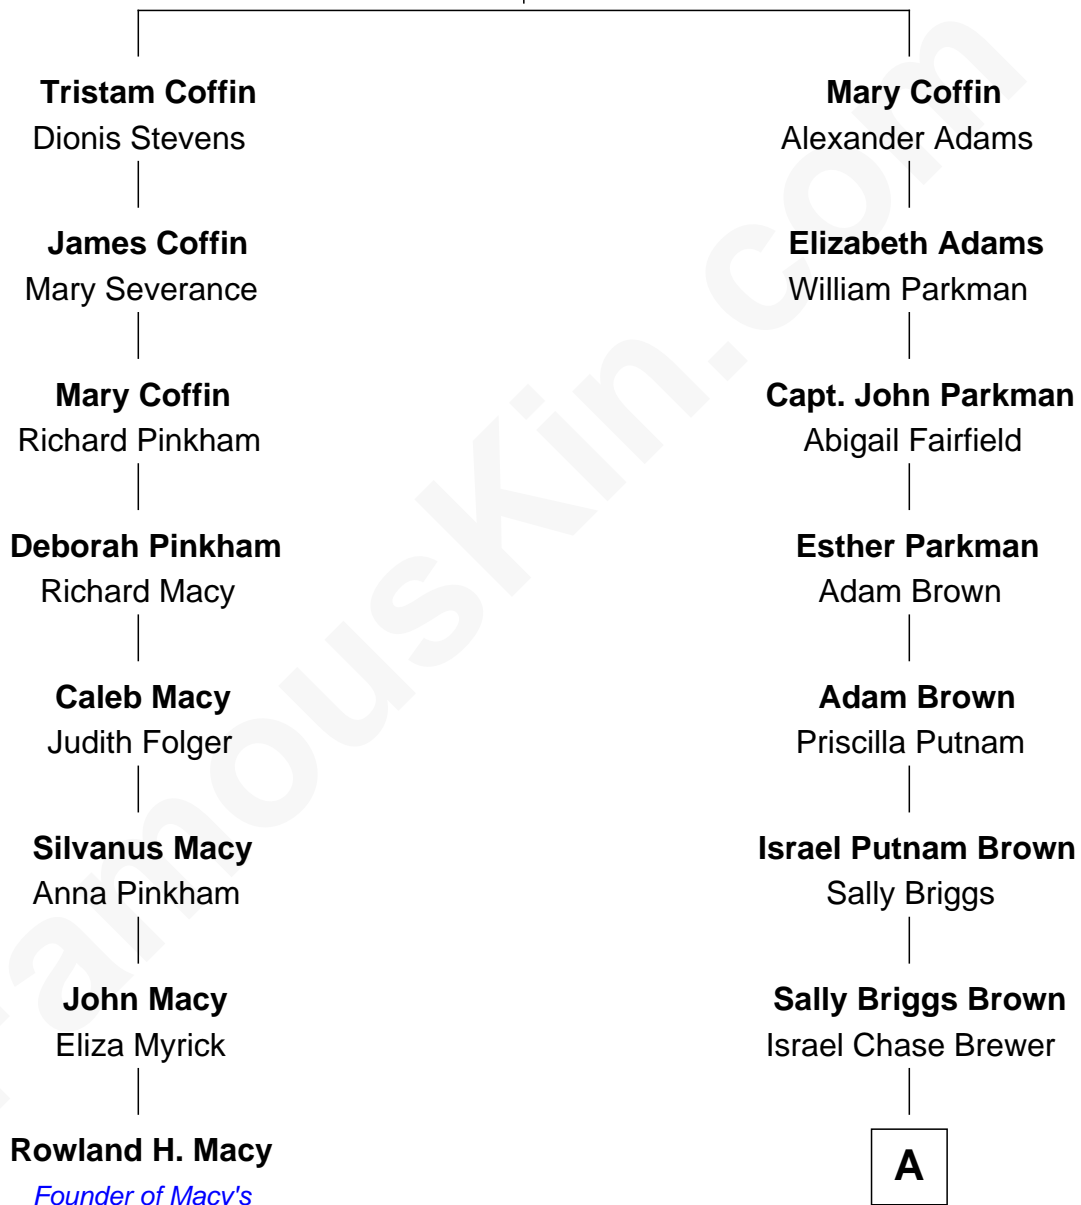 Tristam Coffin
Dionis Stevens
Mary Coffin
Alexander Adams
James Coffin
Mary Severance
Elizabeth Adams
William Parkman
Mary Coffin
Richard Pinkham
Capt. John Parkman
Abigail Fairfield
Deborah Pinkham
Richard Macy
Esther Parkman
Adam Brown
Caleb Macy
Judith Folger
Adam Brown
Priscilla Putnam
Silvanus Macy
Anna Pinkham
Israel Putnam Brown
Sally Briggs
John Macy
Eliza Myrick
Sally Briggs Brown
Israel Chase Brewer
Rowland H. Macy
Founder of Macy's
A
FamousKin.com